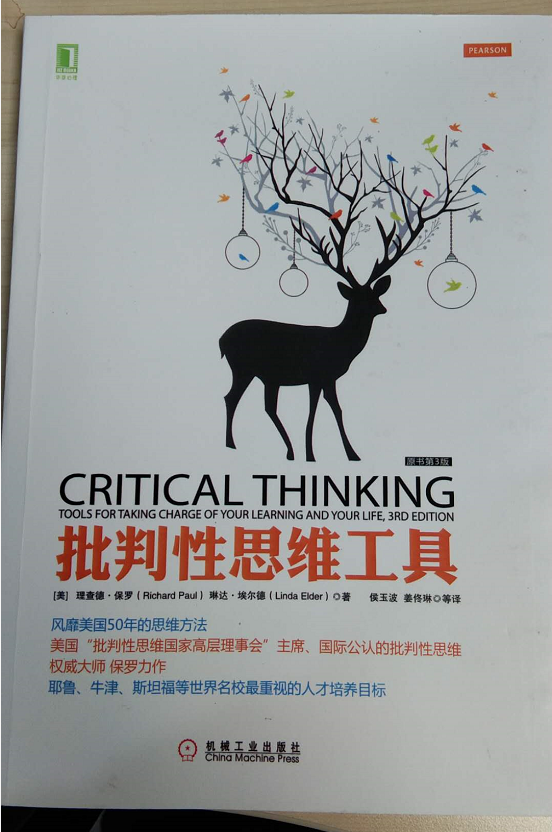 PEARSON
华章心理
原书第3版
CRITICAL THINKING
TOOLS FOR TAKING CHARGE OF YOUR LEARNING AND YOUR LIFE, 3RD EDITION
批判性思维工具
[美] 理查德·保罗（Richard Paul） 琳达·埃尔德（Linda Elder）◎著 侯玉波 姜佟琳◎等译
风靡美国50年的思维方法
美国“批判性思维国家高层理事会”主席、国际公认的批判性思维
权威大师 保罗力作
耶鲁、牛津、斯坦福等世界名校最重视的人才培养目标
机械工业出版社
China Machine Press